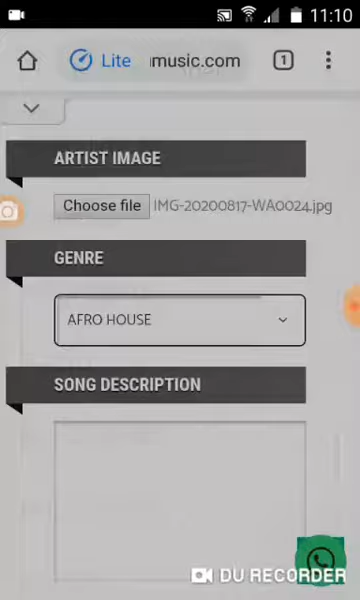 11:10
Lite music.com 1
ARTIST IMAGE
Choose file IMG-20200817-WA0024.jpg
GENRE
AFRO HOUSE
SONG DESCRIPTION
DU RECORDER